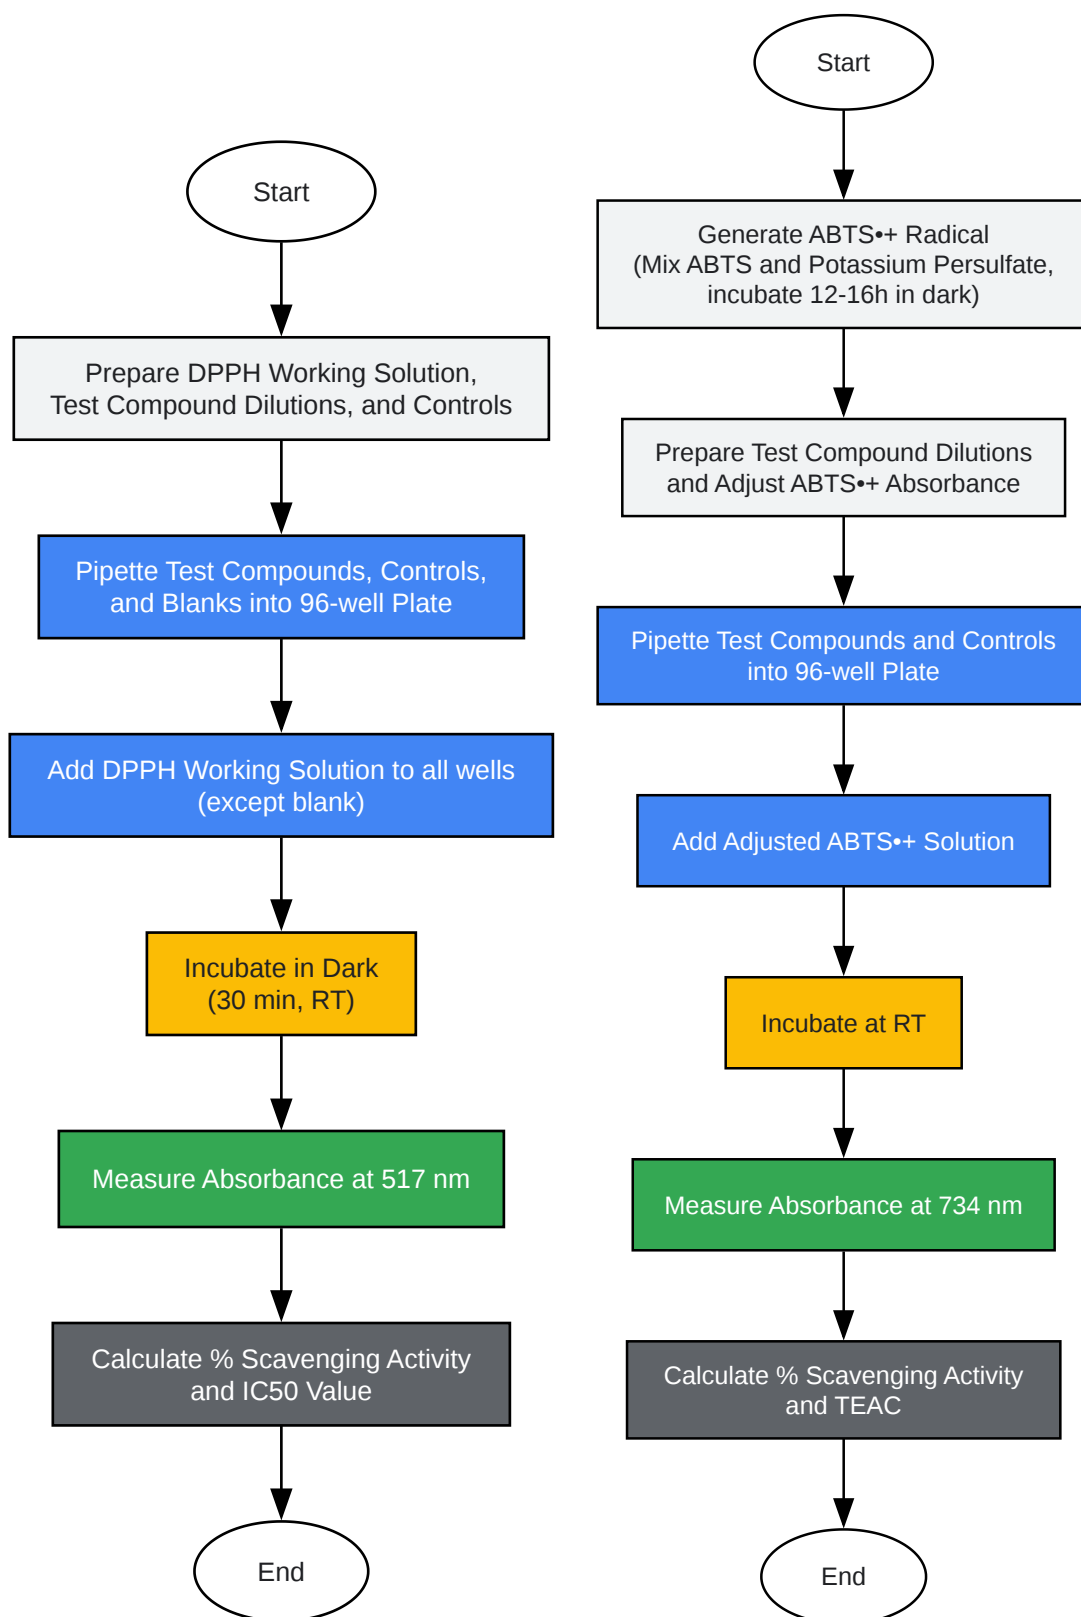 Start
Prepare DPPH Working Solution,
Test Compound Dilutions, and Controls
Pipette Test Compounds, Controls,
and Blanks into 96-well Plate
Add DPPH Working Solution to all wells
(except blank)
Incubate in Dark
(30 min, RT)
Measure Absorbance at 517 nm
Calculate % Scavenging Activity
and IC50 Value
End
Start
Generate ABTS•+ Radical
(Mix ABTS and Potassium Persulfate,
incubate 12-16h in dark)
Prepare Test Compound Dilutions
and Adjust ABTS•+ Absorbance
Pipette Test Compounds and Controls
into 96-well Plate
Add Adjusted ABTS•+ Solution
Incubate at RT
Measure Absorbance at 734 nm
Calculate % Scavenging Activity
and TEAC
End